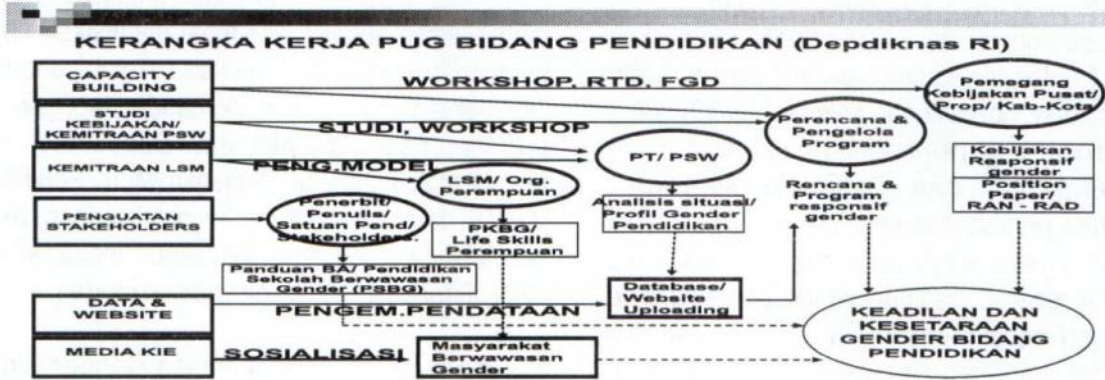 KERANGKA KERJA PUG BIDANG PENDIDIKAN (Depdiknas RI)
CAPACITY
BUILDING
WORKSHOP, RTD, FGD
Pemegang
Kebijakan Pusat/
Prop/ Kab-Kota
STUDI
KEBIJAKAN/
KEMITRAAN PSW
STUDI, WORKSHOP
Perencana &
Pengelola
Program
KEMITRAAN LSM
PENG.MODEL
LSM/ Org.
Perempuan
PT/ PSW
Kebijakan
Responsif
gender
Position
Paper/
RAN - RAD
PENGUATAN
STAKEHOLDERS
Penerbit/
Penulis/
Satuan Pend/
Stakeholders.
PKBG/
Life Skills
Perempuan
Analisis situasi/
Profil Gender
Pendidikan
Rencana &
Program
responsif
gender
Panduan BA/ Pendidikan
Sekolah Berwawasan
Gender (PSBG)
DATA &
WEBSITE
PENGEM.PENDATAAN
Database/
Website
Uploading
KEADILAN DAN
KESETARAAN
GENDER BIDANG
PENDIDIKAN
MEDIA KIE
SOSIALISASI
Masyarakat
Berwawasan
Gender